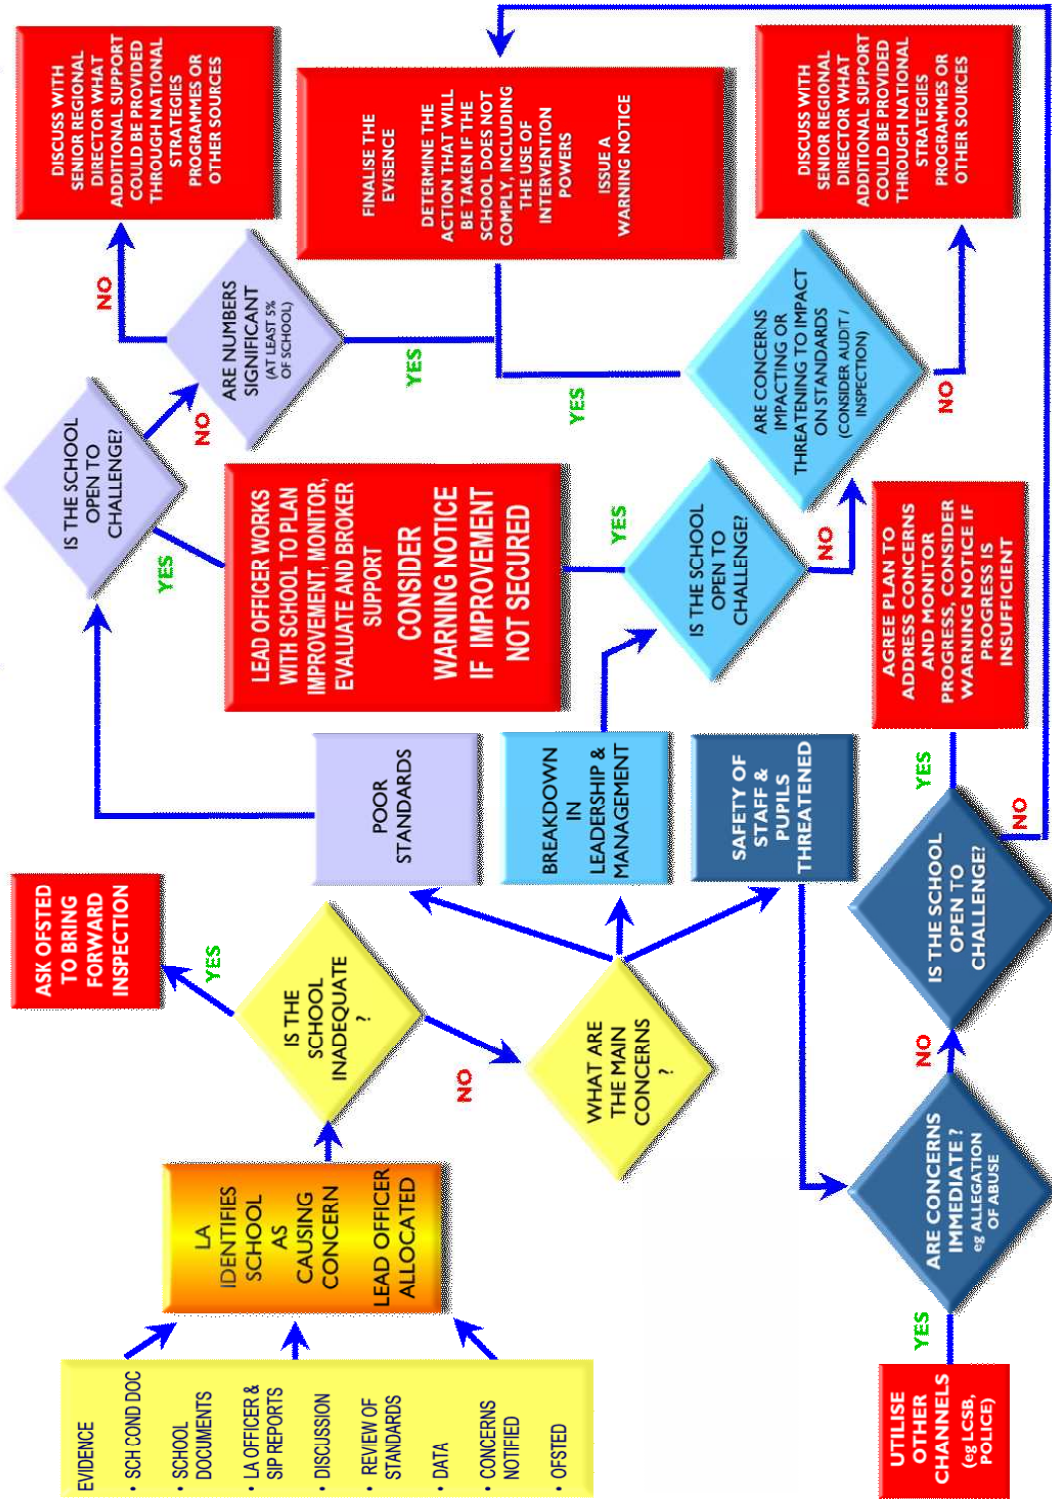 EVIDENCE
• SCH COND DOC
• SCHOOL
DOCUMENTS
• LA OFFICER &
SIP REPORTS
• DISCUSSION
• REVIEW OF
STANDARDS
• DATA
• CONCERNS
NOTIFIED
• OFSTED
LA
IDENTIFIES
SCHOOL
AS
CAUSING
CONCERN
LEAD OFFICER
ALLOCATED
IS THE
SCHOOL
INADEQUATE
?
YES
ASK OFSTED
TO BRING
FORWARD
INSPECTION
NO
WHAT ARE
THE MAIN
CONCERNS
?
POOR
STANDARDS
IS THE SCHOOL
OPEN TO
CHALLENGE?
YES
NO
ARE NUMBERS
SIGNIFICANT
(AT LEAST 5%
OF SCHOOL)
NO
DISCUSS WITH
SENIOR REGIONAL
DIRECTOR WHAT
ADDITIONAL SUPPORT
COULD BE PROVIDED
THROUGH NATIONAL
STRATEGIES
PROGRAMMES OR
OTHER SOURCES
YES
LEAD OFFICER WORKS
WITH SCHOOL TO PLAN
IMPROVEMENT, MONITOR,
EVALUATE AND BROKER
SUPPORT
CONSIDER
WARNING NOTICE
IF IMPROVEMENT
NOT SECURED
FINALISE THE
EVIDENCE
DETERMINE THE
ACTION THAT WILL
BE TAKEN IF THE
SCHOOL DOES NOT
COMPLY, INCLUDING
THE USE OF
INTERVENTION
POWERS
ISSUE A
WARNING NOTICE
BREAKDOWN
IN
LEADERSHIP &
MANAGEMENT
YES
IS THE SCHOOL
OPEN TO
CHALLENGE?
NO
YES
ARE CONCERNS
IMPACTING OR
THREATENING TO IMPACT
ON STANDARDS
(CONSIDER AUDIT /
INSPECTION)
NO
DISCUSS WITH
SENIOR REGIONAL
DIRECTOR WHAT
ADDITIONAL SUPPORT
COULD BE PROVIDED
THROUGH NATIONAL
STRATEGIES
PROGRAMMES OR
OTHER SOURCES
SAFETY OF
STAFF &
PUPILS
THREATENED
ARE CONCERNS
IMMEDIATE ?
eg ALLEGATION
OF ABUSE
YES
UTILISE
OTHER
CHANNELS
(eg LCSB,
POLICE)
NO
IS THE SCHOOL
OPEN TO
CHALLENGE?
YES
NO
AGREE PLAN TO
ADDRESS CONCERNS
AND MONITOR
PROGRESS, CONSIDER
WARNING NOTICE IF
PROGRESS IS
INSUFFICIENT